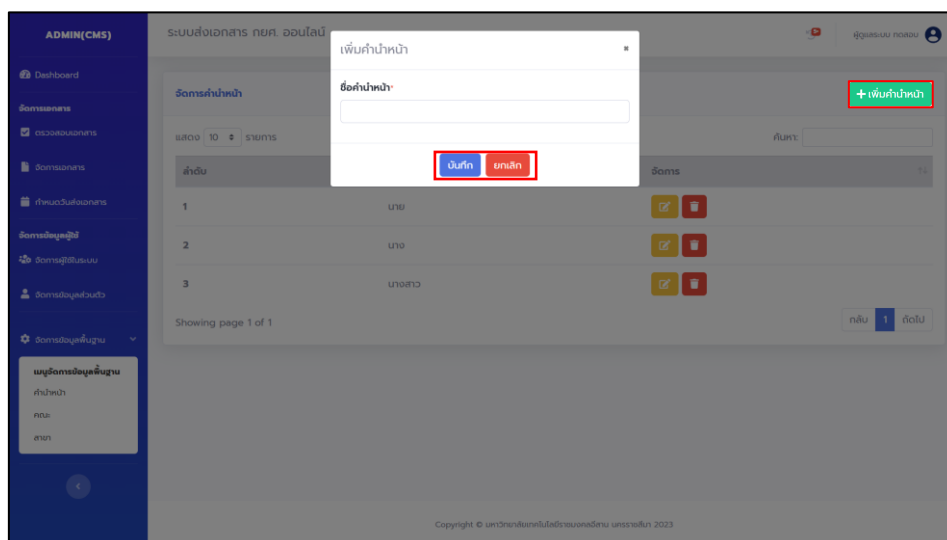 ADMIN(CMS)
ระบบส่งเอกสาร กยศ. ออนไลน์
ผู้ดูแลระบบ ทดสอบ
เพิ่มคำนำหน้า
×
ชื่อคำนำหน้า*
บันทึก ยกเลิก
Dashboard
จัดการเอกสาร
ตรวจสอบเอกสาร
จัดการเอกสาร
กำหนดวันส่งเอกสาร
จัดการข้อมูลผู้ใช้
จัดการผู้ใช้ในระบบ
จัดการข้อมูลส่วนตัว
จัดการข้อมูลพื้นฐาน
เมนูจัดการข้อมูลพื้นฐาน
คำนำหน้า
คณะ
สาขา
จัดการคำนำหน้า
+ เพิ่มคำนำหน้า
แสดง 10 รายการ
ค้นหา:
ลำดับ จัดการ
1 นาย
2 นาง
3 นางสาว
Showing page 1 of 1
กลับ 1 ถัดไป
Copyright © มหาวิทยาลัยเทคโนโลยีราชมงคลอีสาน นครราชสีมา 2023